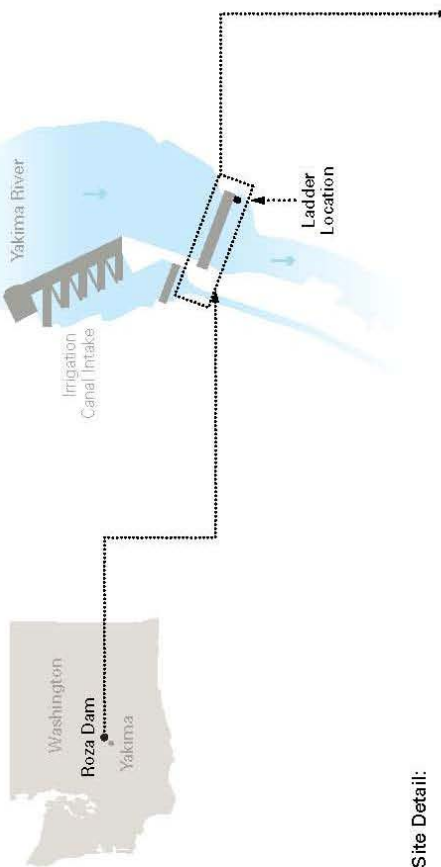 Washington
Roza Dam
Yakima
Irrigation
Canal Intake
Yakima River
Ladder
Location
Site Detail: